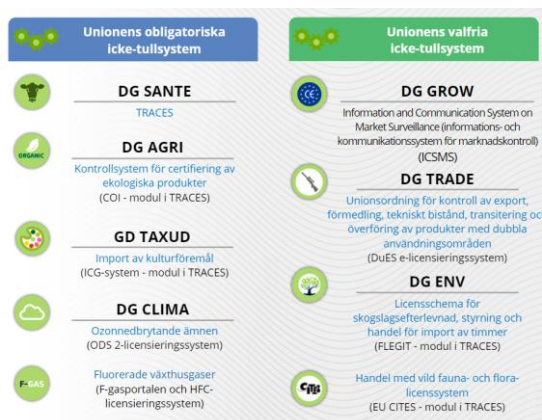 Unionens obligatoriska
icke-tullsystem
DG SANTE
TRACES
ORGANIC
DG AGRI
Kontrollsystem för certifiering av
ekologiska produkter
(COI - modul i TRACES)
GD TAXUD
Import av kulturföremål
(ICG-system - modul i TRACES)
DG CLIMA
Ozonnedbrytande ämnen
(ODS 2-licensieringssystem)
F-GAS
Fluorerade växthusgaser
(F-gasportalen och HFC-
licensieringssystem)
Unionens valfria
icke-tullsystem
CE
DG GROW
Information and Communication System on
Market Surveillance (informations- och
kommunikationssystem för marknadskontroll)
(ICSMS)
DG TRADE
Unionsordning för kontroll av export,
förmedling, tekniskt bistånd, transitering oc
överföring av produkter med dubbla
användningsområden
(DuES e-licensieringssystem)
DG ENV
Licensschema för
skogslagsefterlevnad, styrning och
handel för import av timmer
(FLEGIT - modul i TRACES)
CITES
Handel med vild fauna- och flora-
licenssystem
(EU CITES - modul i TRACES)